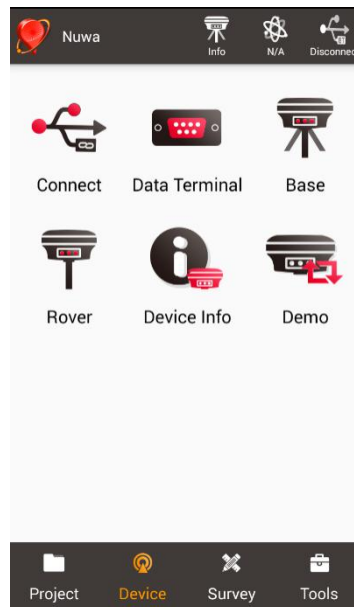 Nuwa
Info N/A Disconnec
Connect Data Terminal Base
Rover Device Info Demo
Project Device Survey Tools